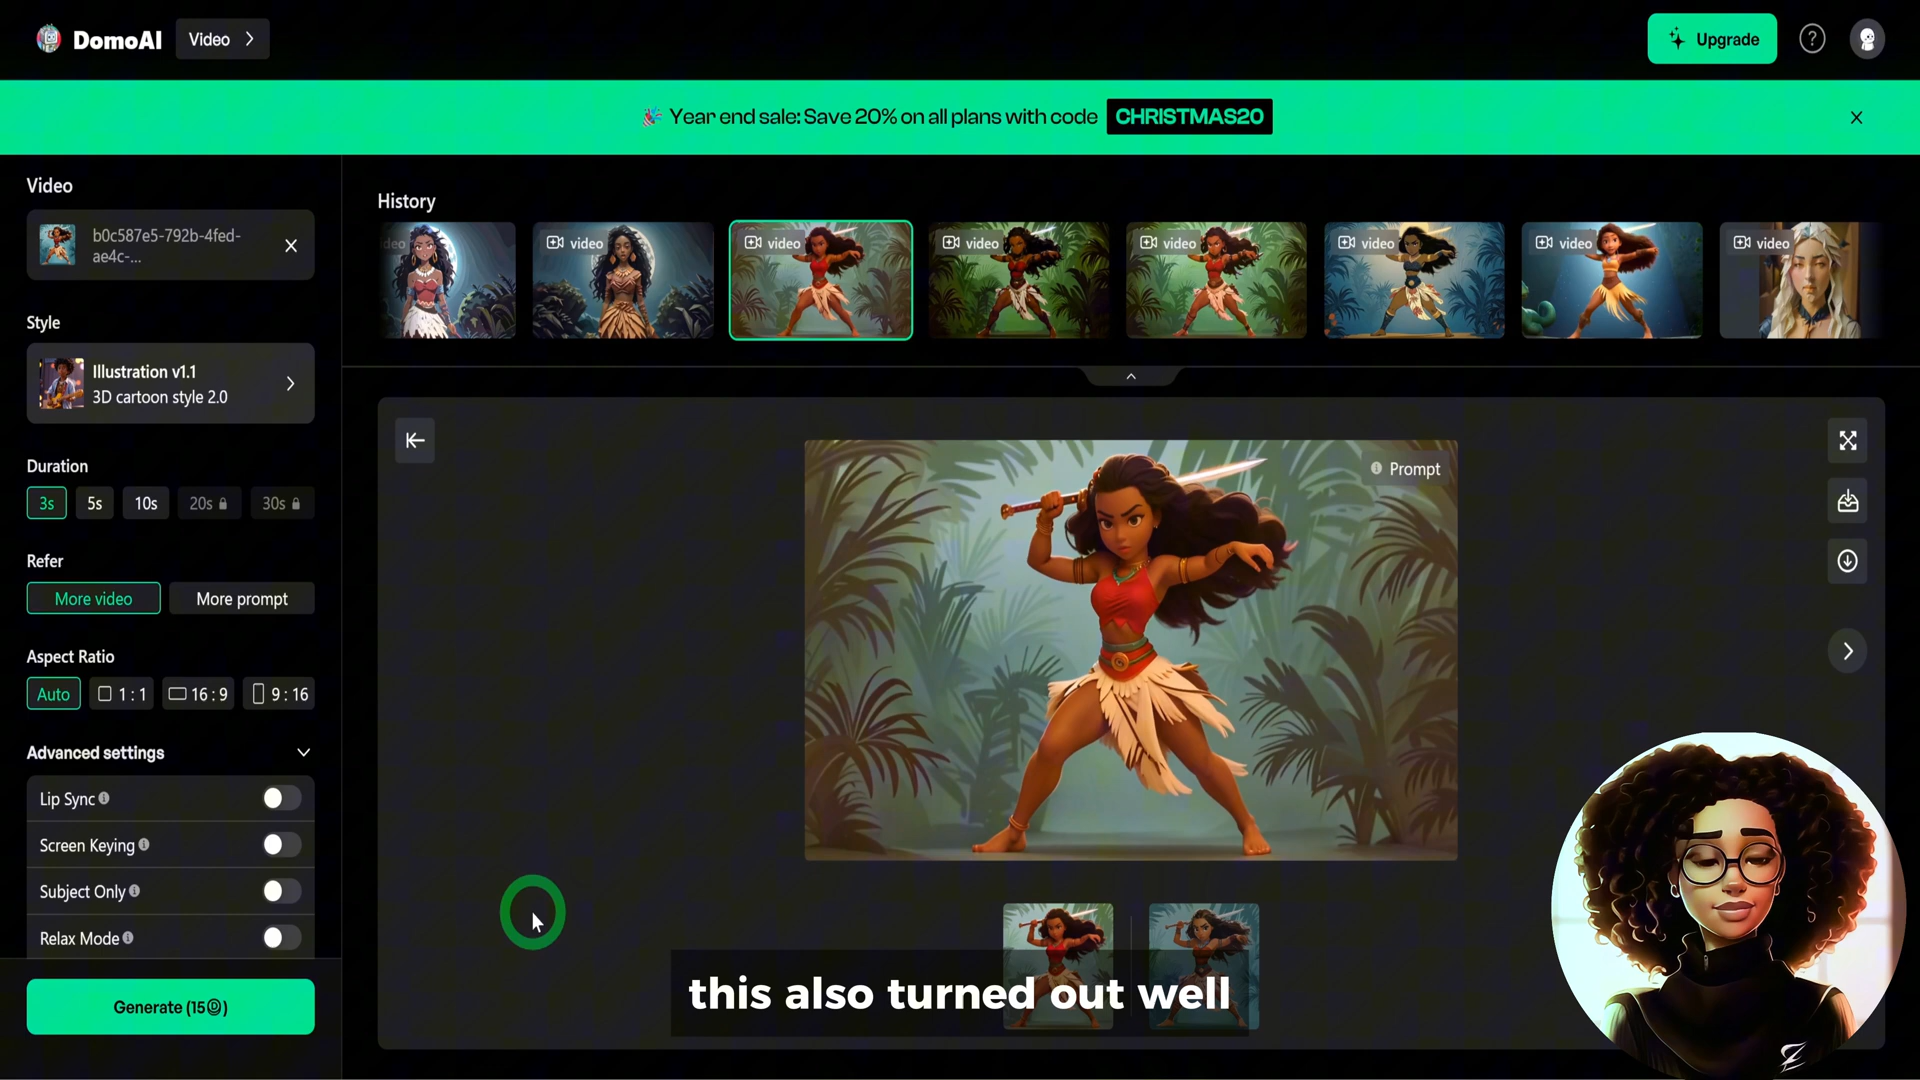 DomoAI
Video
Upgrade
?
Year end sale: Save 20% on all plans with code CHRISTMAS20
Video
b0c587e5-792b-4fed-
ae4c-...
Style
Illustration v1.1
3D cartoon style 2.0
Duration
3s 5s 10s 20s 30s
Refer
More video More prompt
Aspect Ratio
Auto 1 : 1 16 : 9 9 : 16
Advanced settings
Lip Sync
Screen Keying
Subject Only
Relax Mode
Generate (15)
History
deo video video video video video video video
Prompt
this also turned out well